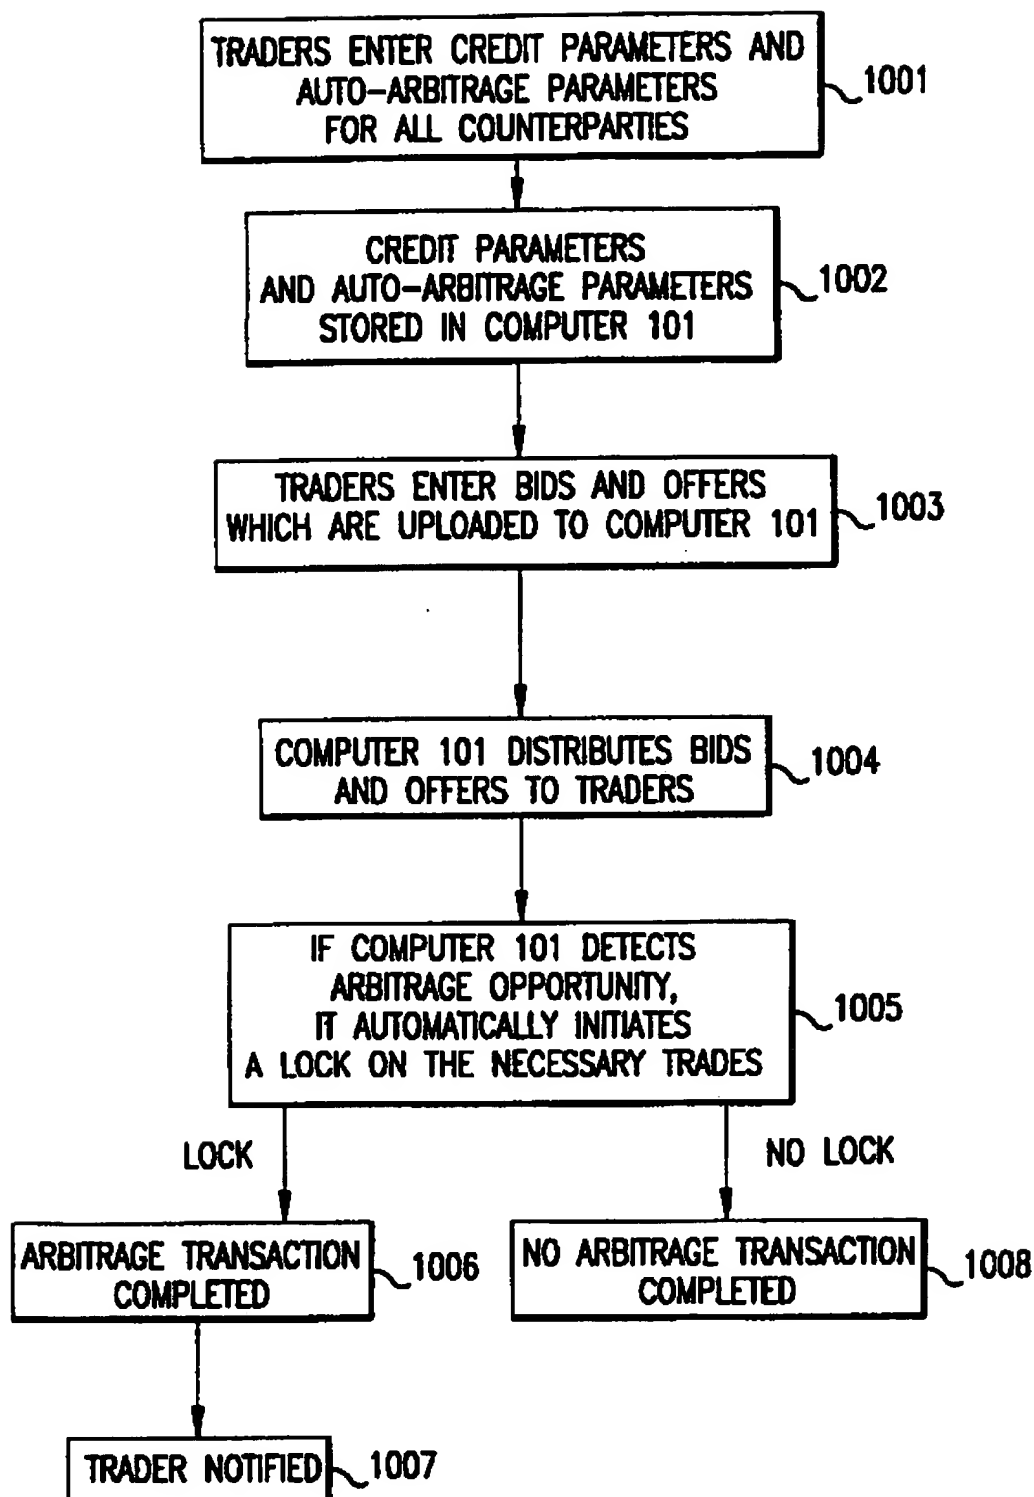 TRADERS ENTER CREDIT PARAMETERS AND
AUTO-ARBITRAGE PARAMETERS
FOR ALL COUNTERPARTIES
1001
CREDIT PARAMETERS
AND AUTO-ARBITRAGE PARAMETERS
STORED IN COMPUTER 101
1002
TRADERS ENTER BIDS AND OFFERS
WHICH ARE UPLOADED TO COMPUTER 101
1003
COMPUTER 101 DISTRIBUTES BIDS
AND OFFERS TO TRADERS
1004
IF COMPUTER 101 DETECTS
ARBITRAGE OPPORTUNITY,
IT AUTOMATICALLY INITIATES
A LOCK ON THE NECESSARY TRADES
1005
LOCK
NO LOCK
ARBITRAGE TRANSACTION
COMPLETED
1006
NO ARBITRAGE TRANSACTION
COMPLETED
1008
TRADER NOTIFIED
1007